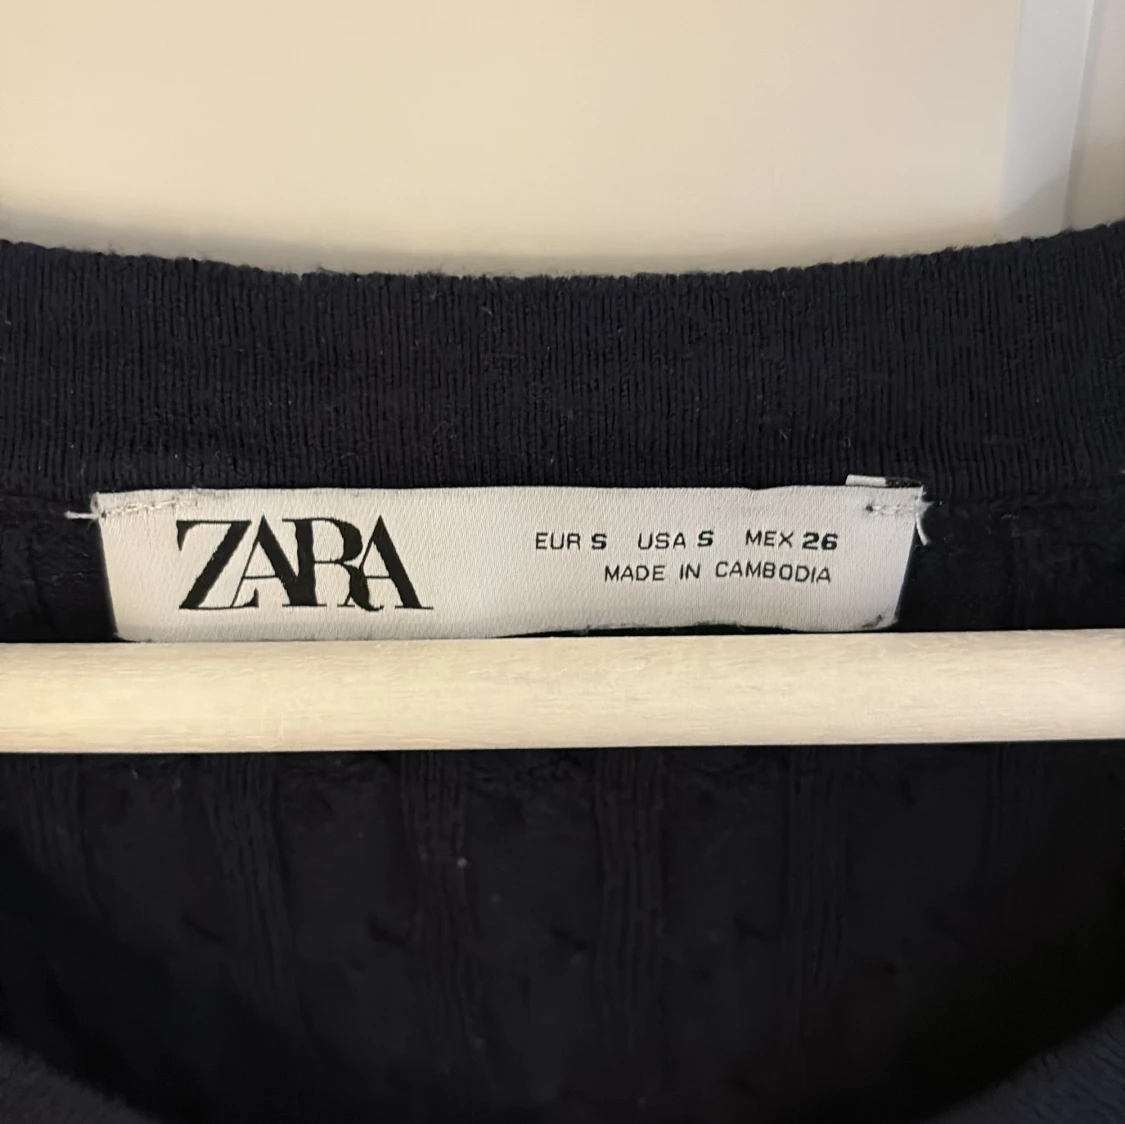 ZARA
EUR S USA S MEX 26
MADE IN CAMBODIA